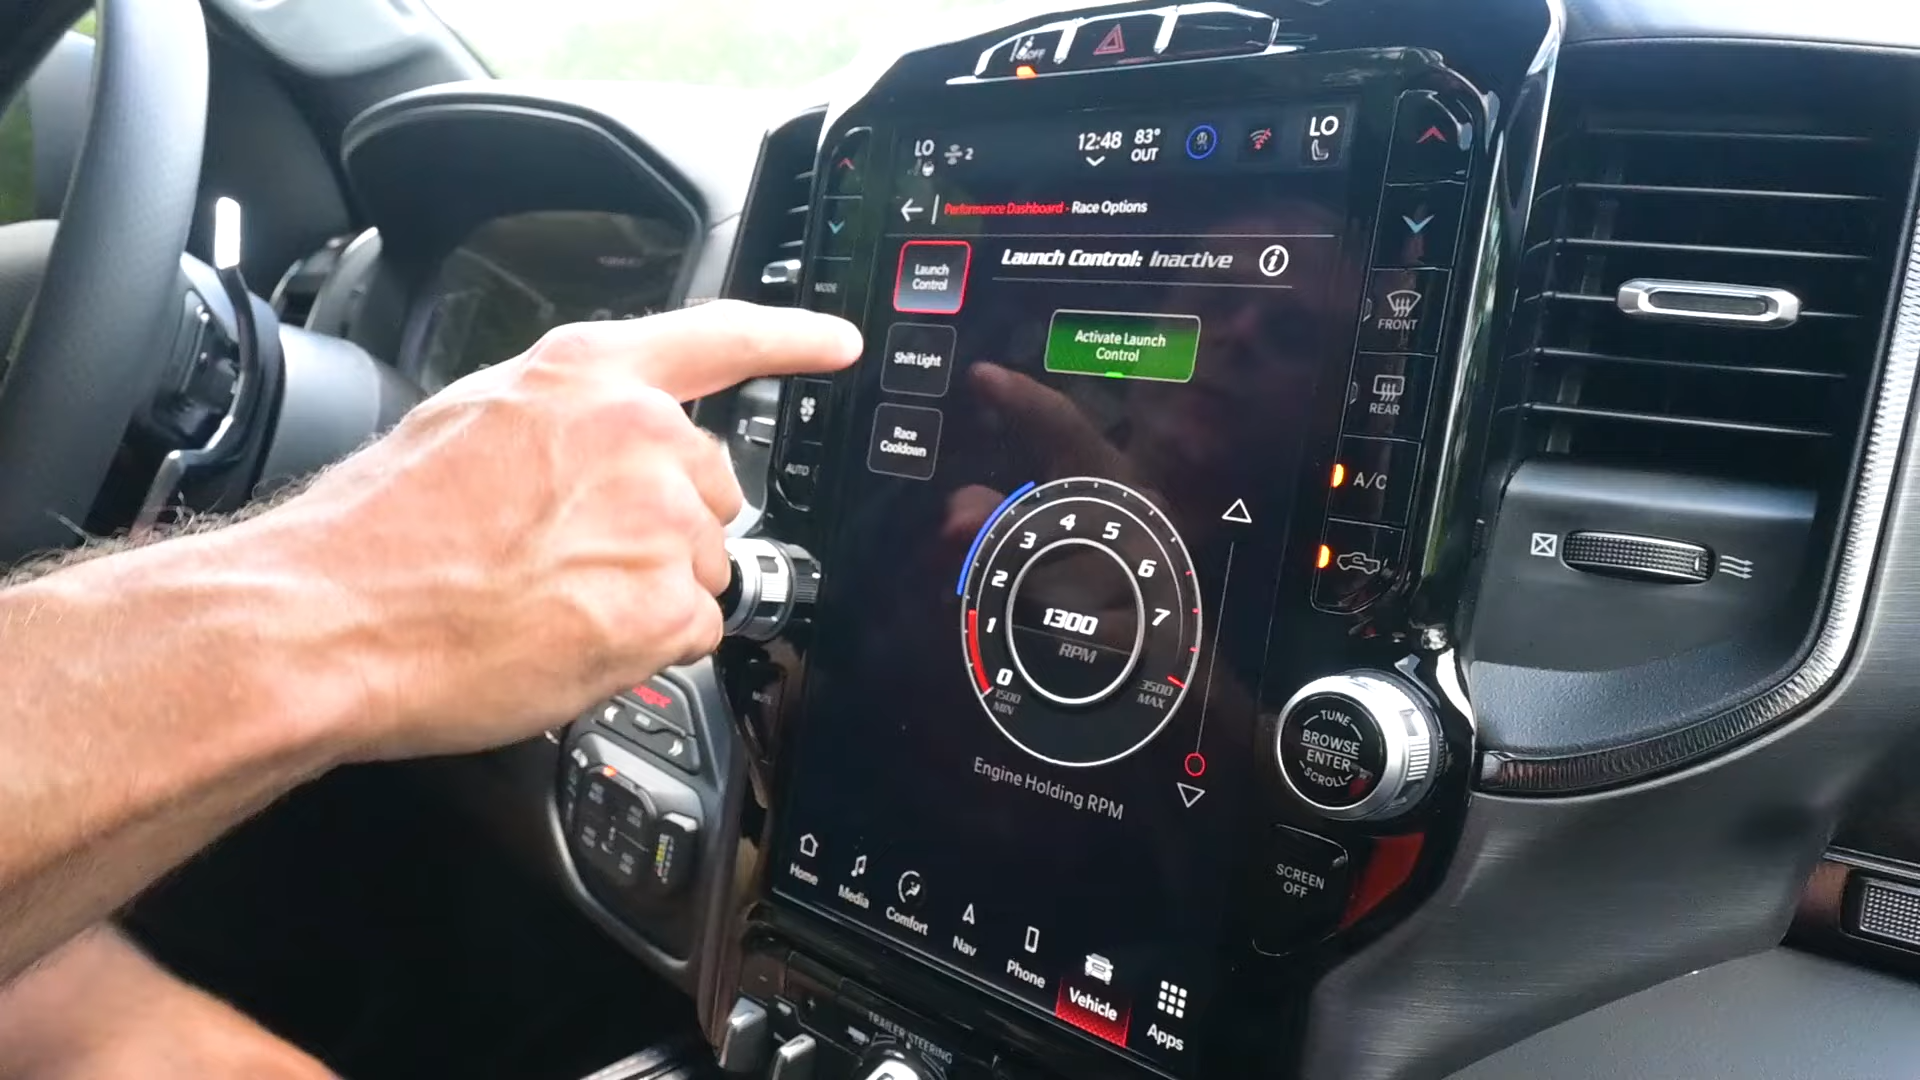 OFF
LO
2
12:48
83°
OUT
LO
Performance Dashboard - Race Options
Launch
Control
Launch Control: Inactive
i
MODE
Shift Light
Activate Launch
Control
FRONT
REAR
Race
Cooldown
AUTO
A/C
0
1
2
3
4
5
6
7
1300
RPM
1500
MIN
3500
MAX
Engine Holding RPM
MUTE
TUNE
BROWSE
ENTER
SCROLL
SCREEN
OFF
Home
Media
Comfort
Nav
Phone
Vehicle
Apps
TRAILER STEERING